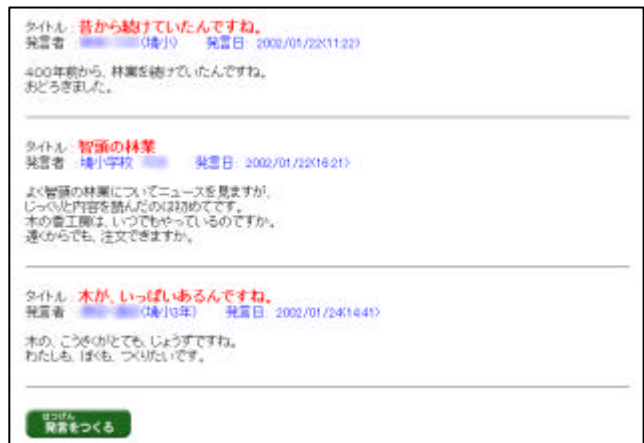 タイトル：昔から続けていたんですね。
発言者：(境小) 発言日：2002/01/22(11:22)
400年前から、林業を続けていたんですね。
おどろきました。
タイトル：智頭の林業
発言者：境小学校 発言日：2002/01/22(16:21)
よく智頭の林業についてニュースを見ますが、
じっくりと内容を読んだのは初めてです。
木の香工房は、いつでもやっているのですか。
遠くからでも、注文できますか。
タイトル：木が、いっぱいあるんですね。
発言者：(境小3年) 発言日：2002/01/24(14:41)
木の、こうさくがとても、じょうずですね。
わたしも、ぼくも、つくりたいです。
はつげん
発言をつくる